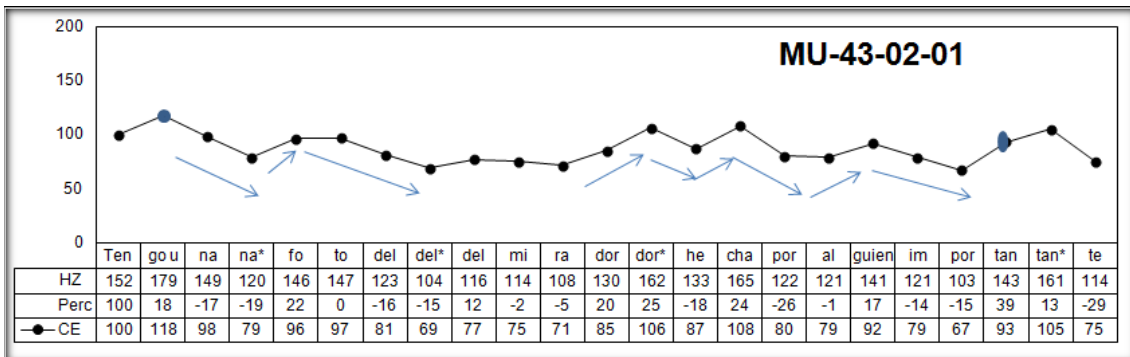 200
MU-43-02-01
150
100
50
0
Ten go u na na* fo to del del* del mi ra dor dor* he cha por al guien im por tan tan* te
HZ 152 179 149 120 146 147 123 104 116 114 108 130 162 133 165 122 121 141 121 103 143 161 114
Perc 100 18 -17 -19 22 0 -16 -15 12 -2 -5 20 25 -18 24 -26 -1 17 -14 -15 39 13 -29
CE 100 118 98 79 96 97 81 69 77 75 71 85 106 87 108 80 79 92 79 67 93 105 75